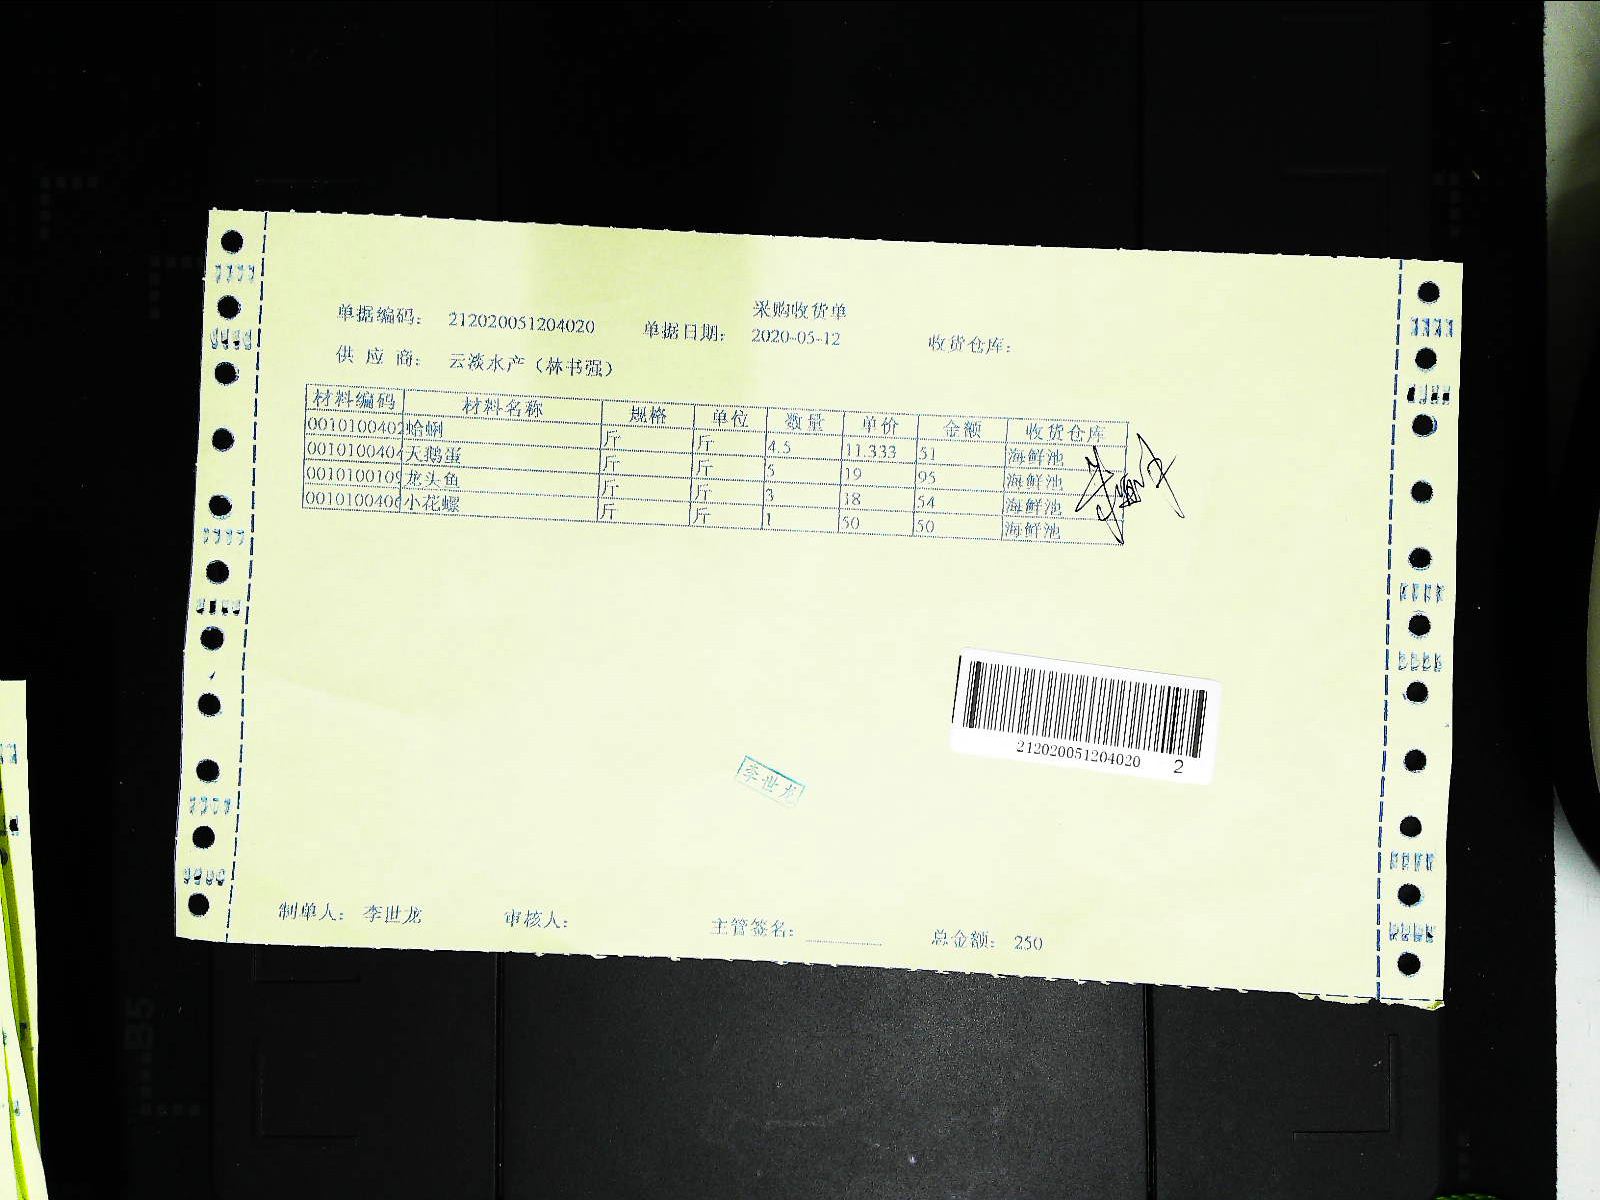 采购收货单
单据编码： 212020051204020 单据日期： 2020-05-12 收货仓库：
供 应 商： 云淡水产（林书强）
材料编码 材料名称 规格 单位 数量 单价 金额 收货仓库
0010100402 蛤蜊 斤 斤 4.5 11.333 51 海鲜池
0010100404 天鹅蛋 斤 斤 5 19 95 海鲜池
0010100109 龙头鱼 斤 斤 3 18 54 海鲜池
0010100406 小花螺 斤 斤 1 50 50 海鲜池
212020051204020 2
李世龙
制单人： 李世龙 审核人： 主管签名： 总金额： 250